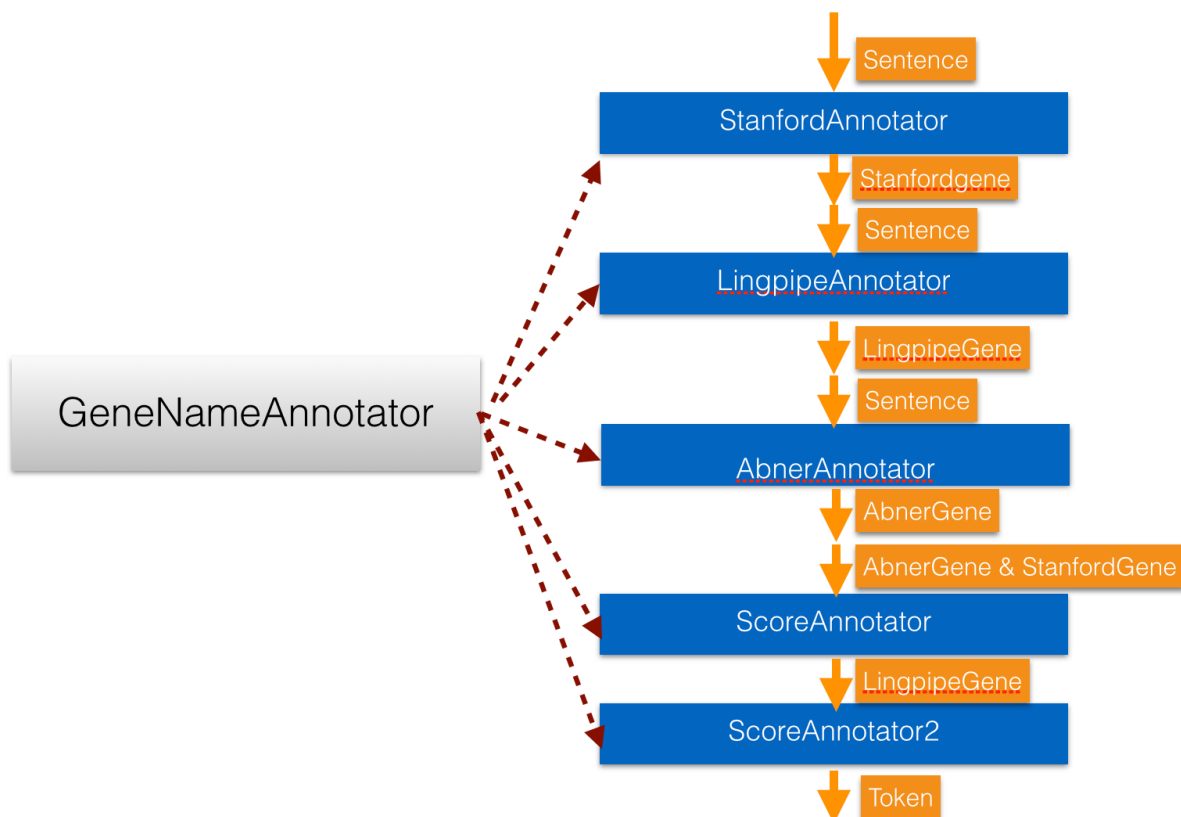 Sentence
StanfordAnnotator
Stanfordgene
Sentence
LingpipeAnnotator
LingpipeGene
Sentence
GeneNameAnnotator
AbnerAnnotator
AbnerGene
AbnerGene & StanfordGene
ScoreAnnotator
LingpipeGene
ScoreAnnotator2
Token